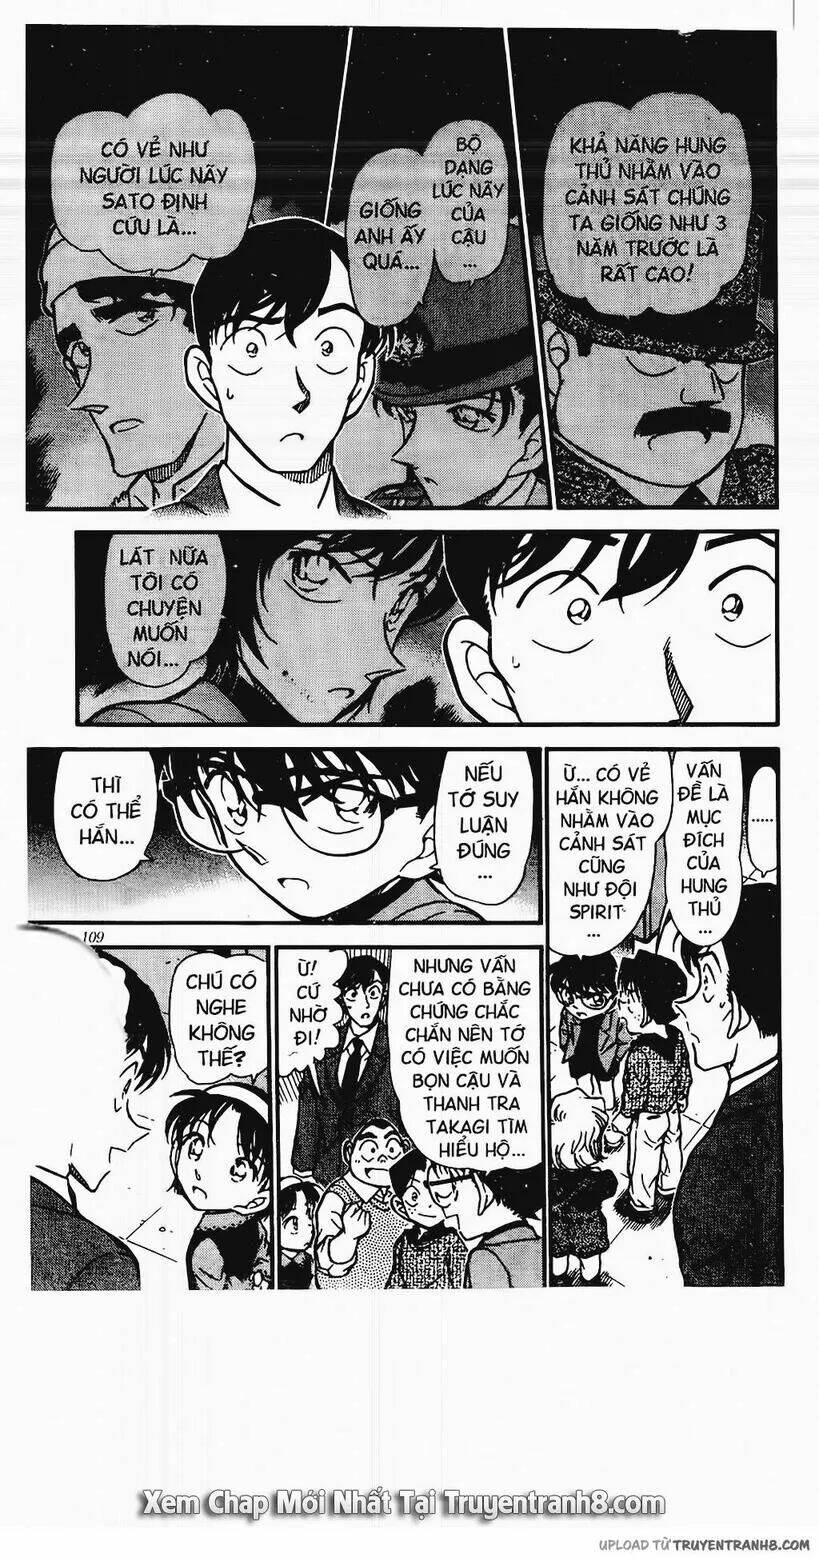 KHẢ NĂNG HUNG
THỦ NHẰM VÀO
CẢNH SÁT CHÚNG
TA GIỐNG NHƯ 3
NĂM TRƯỚC LÀ
RẤT CAO!
BỘ
DẠNG
LÚC NÃY
CỦA
CẬU
...
GIỐNG
ANH ẤY
QUÁ...
CÓ VẺ NHƯ
NGƯỜI LÚC NÃY
SATO ĐỊNH
CỨU LÀ...
LÁT NỮA
TÔI CÓ
CHUYỆN
MUỐN
NÓI...
.....
VẤN
ĐỀ LÀ
MỤC
ĐÍCH
CỦA
HUNG
THỦ
Ừ... CÓ VẺ
HẮN KHÔNG
NHẰM VÀO
CẢNH SÁT
CŨNG
NHƯ ĐỘI
SPIRIT
...
NẾU
TỚ SUY
LUẬN
ĐÚNG
...
THÌ
CÓ THỂ
HẮN...
109
NHƯNG VẪN
CHƯA CÓ BẰNG
CHỨNG CHẮC
CHẮN NÊN TỚ
CÓ VIỆC MUỐN
BỌN CẬU VÀ
THANH TRA
TAKAGI TÌM
HIỂU HỘ...
Ừ!
CỨ
NHỜ
ĐI!
CHÚ CÓ
NGHE
KHÔNG
THẾ?
Xem Chap Mới Nhất Tại Truyentranh8.com
UPLOAD TỪ TRUYENTRANH8.COM